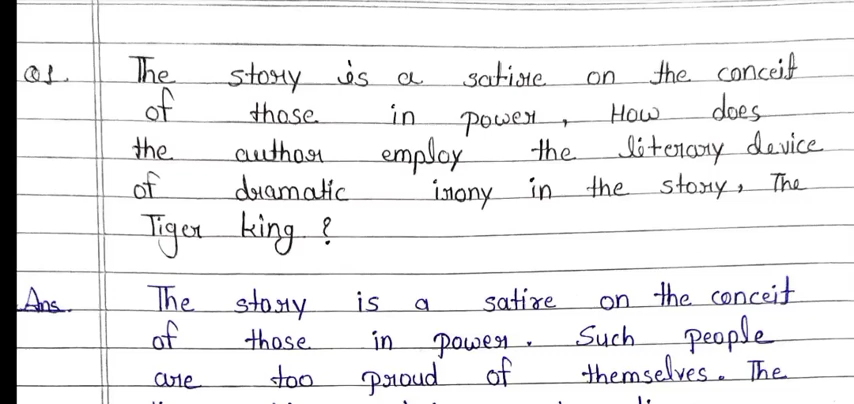 Q1. The story is a satire on the conceit
of those in power, How does
the author employ the literary device
of dramatic irony in the story, The
Tiger king ?
Ans. The story is a satire on the conceit
of those in power. Such people
are too proud of themselves. The